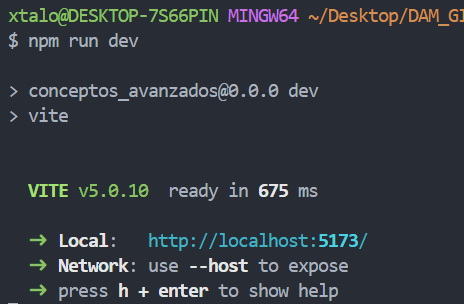 xtalo@DESKTOP-7S66PIN MINGW64 ~/Desktop/DAM_GI
$ npm run dev
> conceptos_avanzados@0.0.0 dev
> vite
VITE v5.0.10  ready in 675 ms
➜ Local:   http://localhost:5173/
➜ Network: use --host to expose
➜ press h + enter to show help